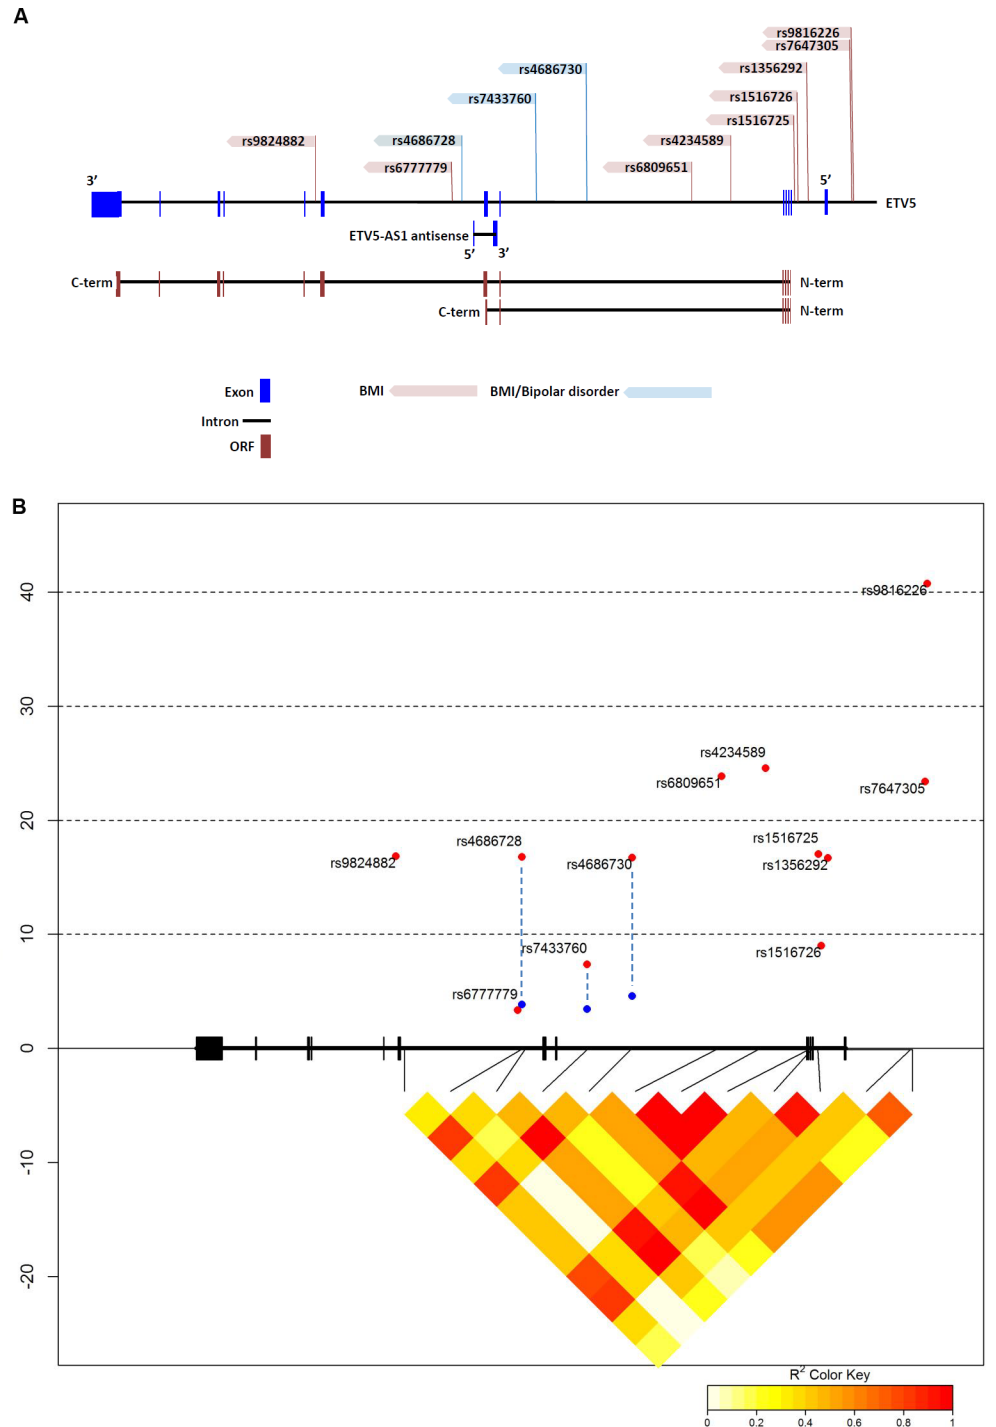 A
rs9816226
rs7647305
rs4686730
rs1356292
rs7433760
rs1516726
rs1516725
rs9824882
rs4686728
rs4234589
rs6777779
rs6809651
3’
5’
ETV5
ETV5-AS1 antisense
5’
3’
C-term
N-term
C-term
N-term
Exon
BMI
BMI/Bipolar disorder
Intron
ORF
B
40
rs9816226
30
rs4234589
rs6809651
rs7647305
20
rs4686728
rs1516725
rs9824882
rs4686730
rs1356292
10
rs7433760
rs1516726
rs6777779
0
-10
-20
R2 Color Key
0 0.2 0.4 0.6 0.8 1